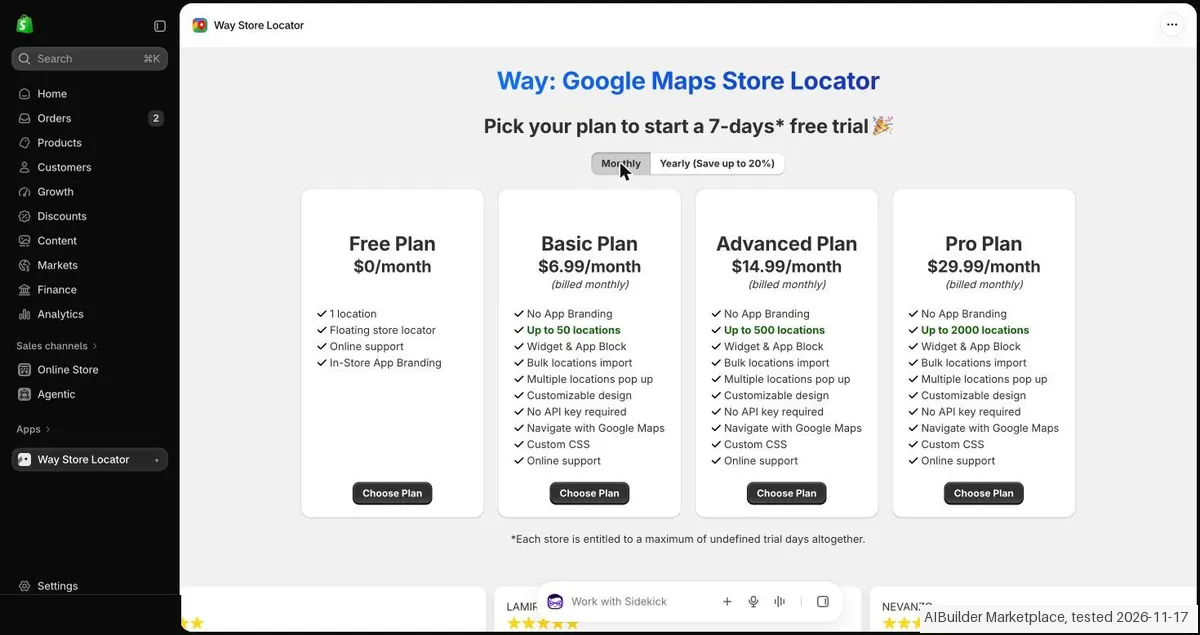 Search ⌘K
Home
Orders 2
Products
Customers
Growth
Discounts
Content
Markets
Finance
Analytics
Sales channels
Online Store
Agentic
Apps
Way Store Locator
Settings
Way Store Locator
Way: Google Maps Store Locator
Pick your plan to start a 7-days* free trial🎉
Monthly
Yearly (Save up to 20%)
Free Plan
$0/month
1 location
Floating store locator
Online support
In-Store App Branding
Choose Plan
Basic Plan
$6.99/month
(billed monthly)
No App Branding
Up to 50 locations
Widget & App Block
Bulk locations import
Multiple locations pop up
Customizable design
No API key required
Navigate with Google Maps
Custom CSS
Online support
Choose Plan
Advanced Plan
$14.99/month
(billed monthly)
No App Branding
Up to 500 locations
Widget & App Block
Bulk locations import
Multiple locations pop up
Customizable design
No API key required
Navigate with Google Maps
Custom CSS
Online support
Choose Plan
Pro Plan
$29.99/month
(billed monthly)
No App Branding
Up to 2000 locations
Widget & App Block
Bulk locations import
Multiple locations pop up
Customizable design
No API key required
Navigate with Google Maps
Custom CSS
Online support
Choose Plan
*Each store is entitled to a maximum of undefined trial days altogether.
Work with Sidekick
AIBuilder Marketplace, tested 2026-11-17